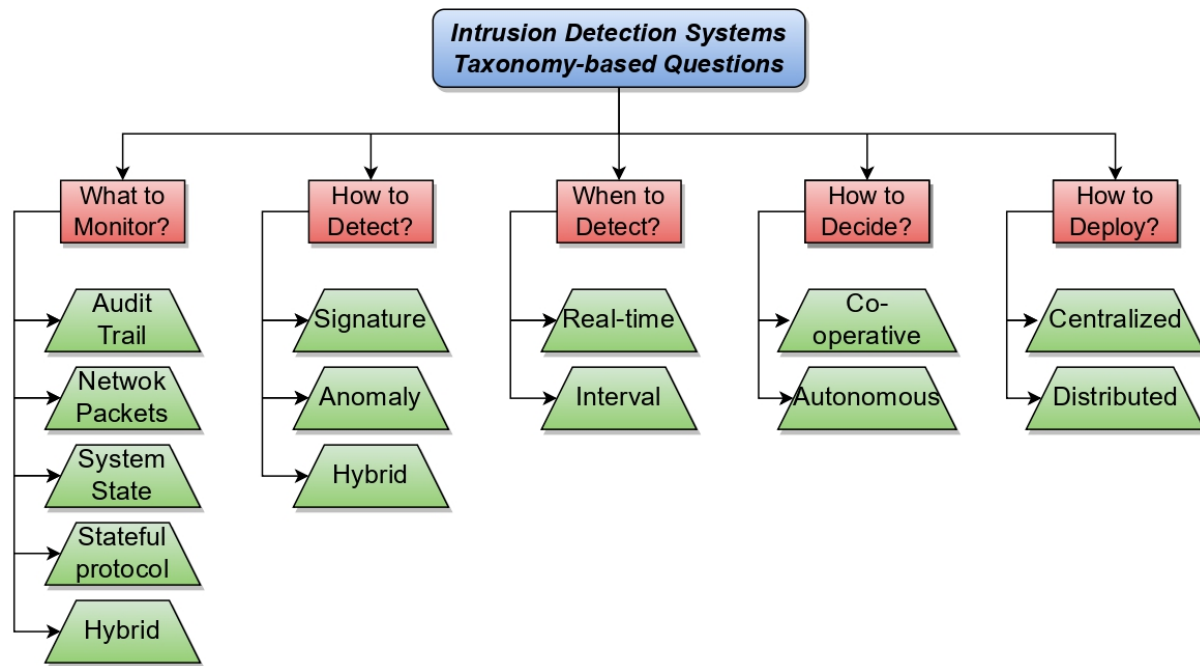 Intrusion Detection Systems
Taxonomy-based Questions
What to
Monitor?
Audit
Trail
Netwok
Packets
System
State
Stateful
protocol
Hybrid
How to
Detect?
Signature
Anomaly
Hybrid
When to
Detect?
Real-time
Interval
How to
Decide?
Co-
operative
Autonomous
How to
Deploy?
Centralized
Distributed